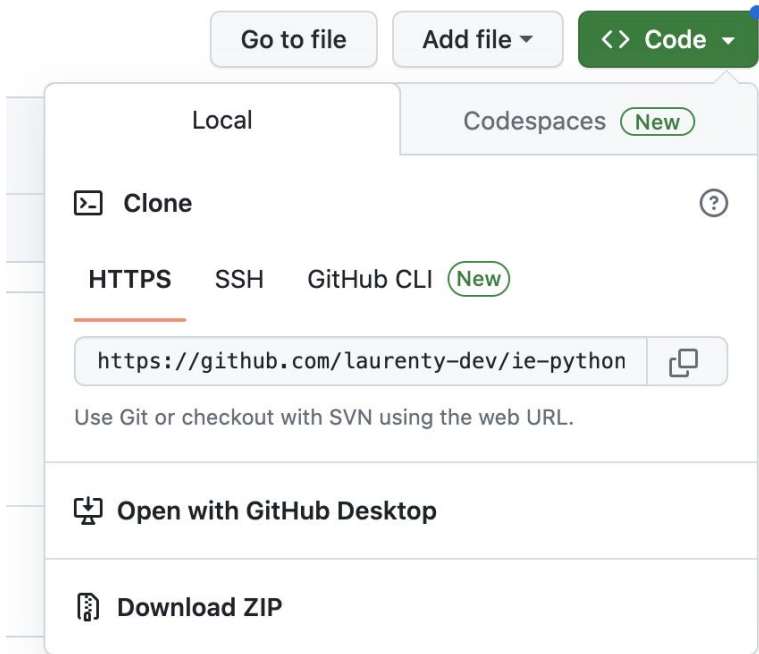 Go to file Add file <> Code
Local Codespaces New
Clone
HTTPS SSH GitHub CLI New
https://github.com/laurenty-dev/ie-python
Use Git or checkout with SVN using the web URL.
Open with GitHub Desktop
Download ZIP